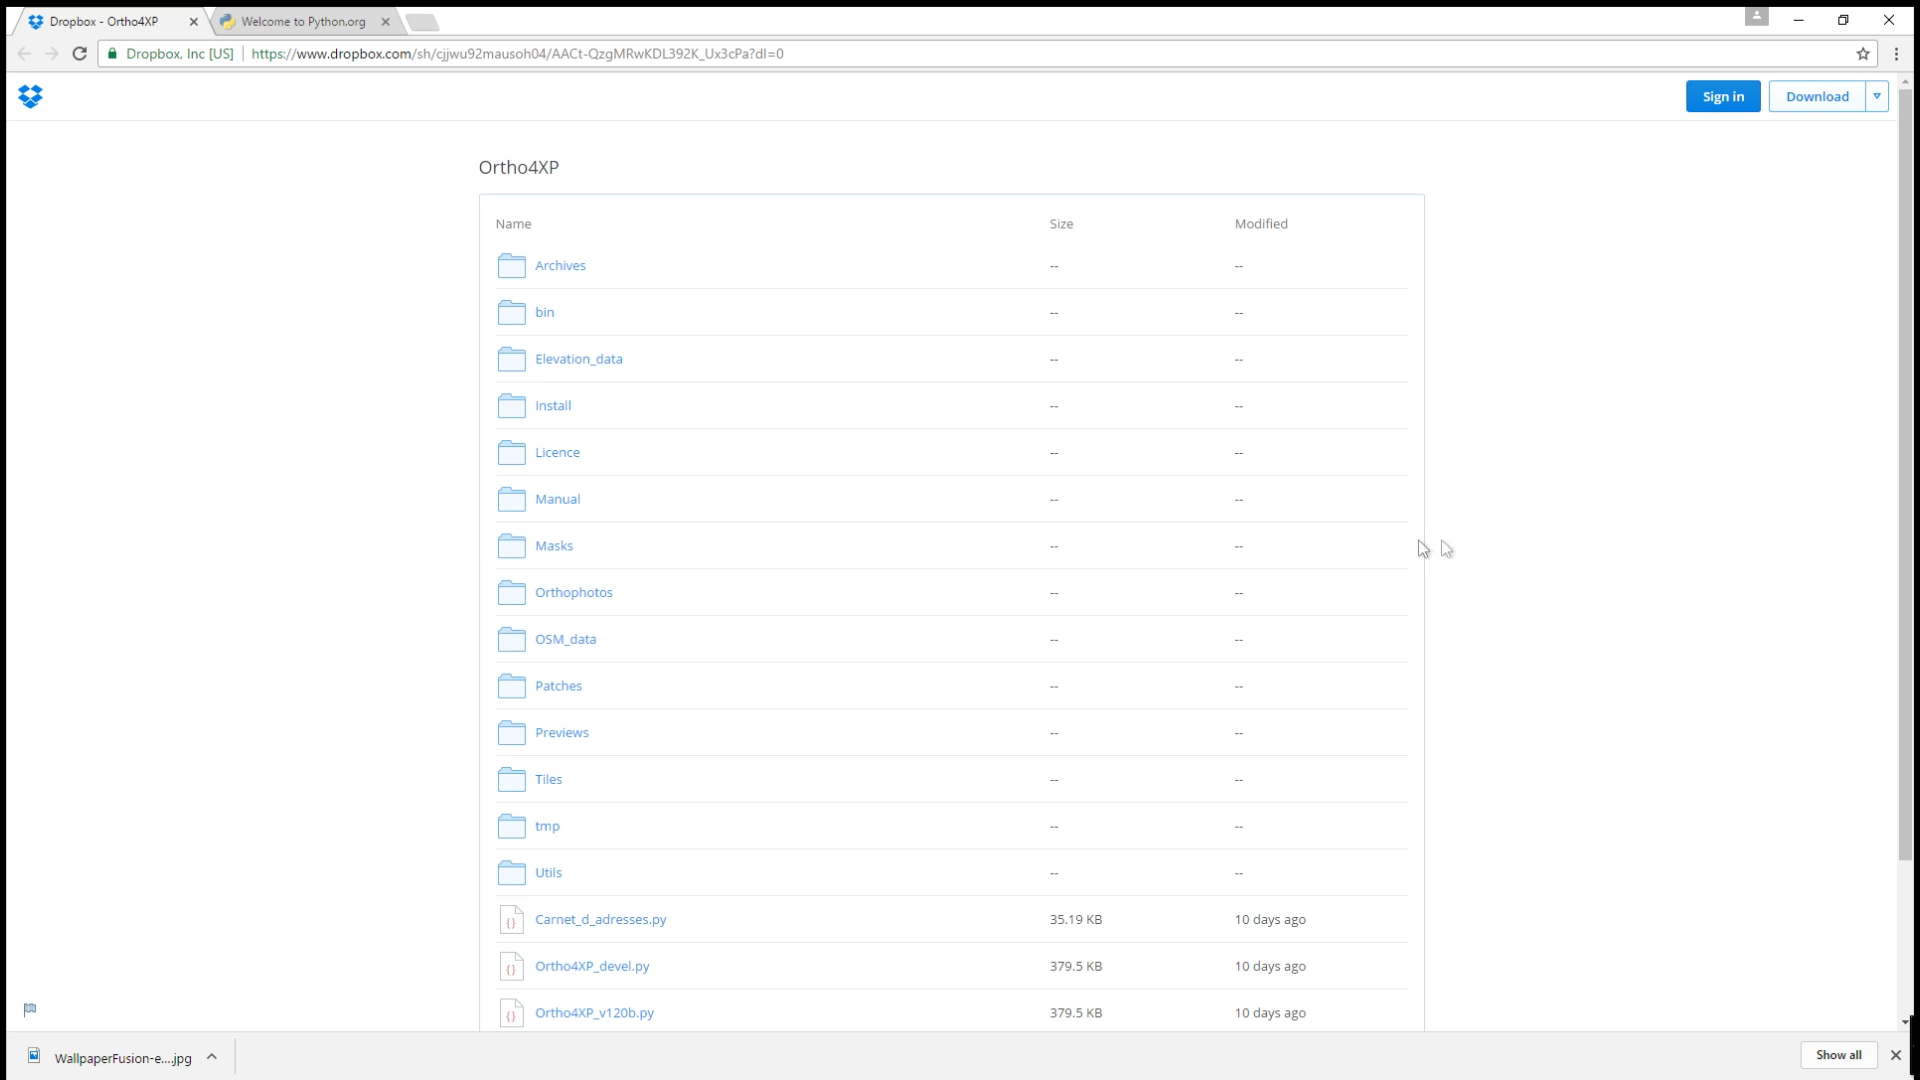 Dropbox - Ortho4XP
Welcome to Python.org
Dropbox, Inc [US] https://www.dropbox.com/sh/cjjwu92mausoh04/AACt-QzgMRwKDL392K_Ux3cPa?dl=0
Sign in
Download
Ortho4XP
Name Size Modified
Archives -- --
bin -- --
Elevation_data -- --
Install -- --
Licence -- --
Manual -- --
Masks -- --
Orthophotos -- --
OSM_data -- --
Patches -- --
Previews -- --
Tiles -- --
tmp -- --
Utils -- --
Carnet_d_adresses.py 35.19 KB 10 days ago
Ortho4XP_devel.py 379.5 KB 10 days ago
Ortho4XP_v120b.py 379.5 KB 10 days ago
WallpaperFusion-e....jpg
Show all